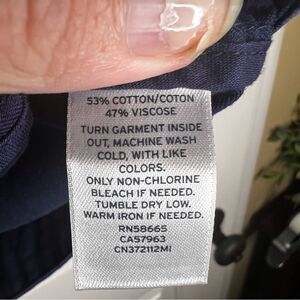 53% COTTON/COTON
47% VISCOSE
TURN GARMENT INSIDE
OUT, MACHINE WASH
COLD, WITH LIKE
COLORS.
ONLY NON-CHLORINE
BLEACH IF NEEDED.
TUMBLE DRY LOW.
WARM IRON IF NEEDED.
RN58665
CA57963
CN372112MI